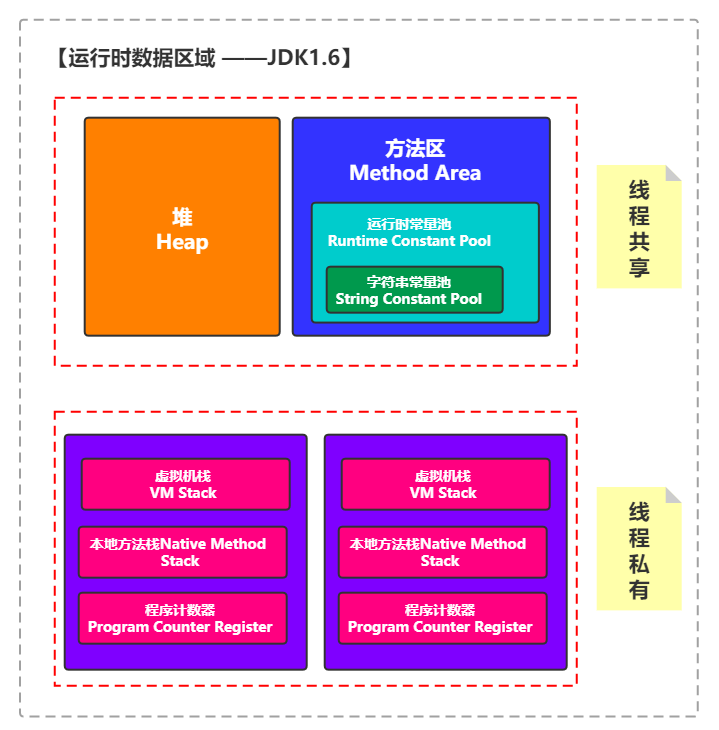 【运行时数据区域 ——JDK1.6】
堆
Heap
方法区
Method Area
运行时常量池
Runtime Constant Pool
字符串常量池
String Constant Pool
线
程
共
享
虚拟机栈
VM Stack
本地方法栈Native Method
Stack
程序计数器
Program Counter Register
虚拟机栈
VM Stack
本地方法栈Native Method
Stack
程序计数器
Program Counter Register
线
程
私
有